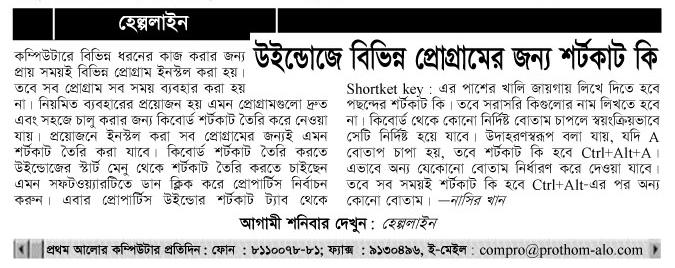 হেল্পলাইন
উইন্ডোজে বিভিন্ন প্রোগ্রামের জন্য শর্টকাট কি
কম্পিউটারে বিভিন্ন ধরনের কাজ করার জন্য
প্রায় সময়ই বিভিন্ন প্রোগ্রাম ইনস্টল করা হয়।
তবে সব প্রোগ্রাম সব সময় ব্যবহার করা হয়
না। নিয়মিত ব্যবহারের প্রয়োজন হয় এমন প্রোগ্রামগুলো দ্রুত
এবং সহজে চালু করার জন্য কিবোর্ড শর্টকাট তৈরি করে নেওয়া
যায়। প্রয়োজনে ইনস্টল করা সব প্রোগ্রামের জন্যই এমন
শর্টকাট তৈরি করা যাবে। কিবোর্ড শর্টকাট তৈরি করতে
উইন্ডোজের স্টার্ট মেনু থেকে শর্টকাট তৈরি করতে চাইছেন
এমন সফটওয়্যারটিতে ডান ক্লিক করে প্রোপার্টিস নির্বাচন
করুন। এবার প্রোপার্টিস উইন্ডোর শর্টকাট ট্যাব থেকে
Shortket key : এর পাশের খালি জায়গায় লিখে দিতে হবে
পছন্দের শর্টকাট কি। তবে সরাসরি কিগুলোর নাম লিখতে হবে
না। কিবোর্ড থেকে কোনো নির্দিষ্ট বোতাম চাপলে স্বয়ংক্রিয়ভাবে
সেটি নির্দিষ্ট হয়ে যাবে। উদাহরণস্বরূপ বলা যায়, যদি A
বোতাপ চাপা হয়, তবে শর্টকাট কি হবে Ctrl+Alt+A।
এভাবে অন্য যেকোনো বোতাম নির্ধারণ করে দেওয়া যাবে।
তবে সব সময়ই শর্টকাট কি হবে Ctrl+Alt-এর পর অন্য
কোনো বোতাম। —নাসির খান
আগামী শনিবার দেখুন : হেল্পলাইন
প্রথম আলোর কম্পিউটার প্রতিদিন : ফোন : ৮১১০০৭৮-৮১; ফ্যাক্স : ৯১৩০৪৯৬, ই-মেইল : compro@prothom-alo.com